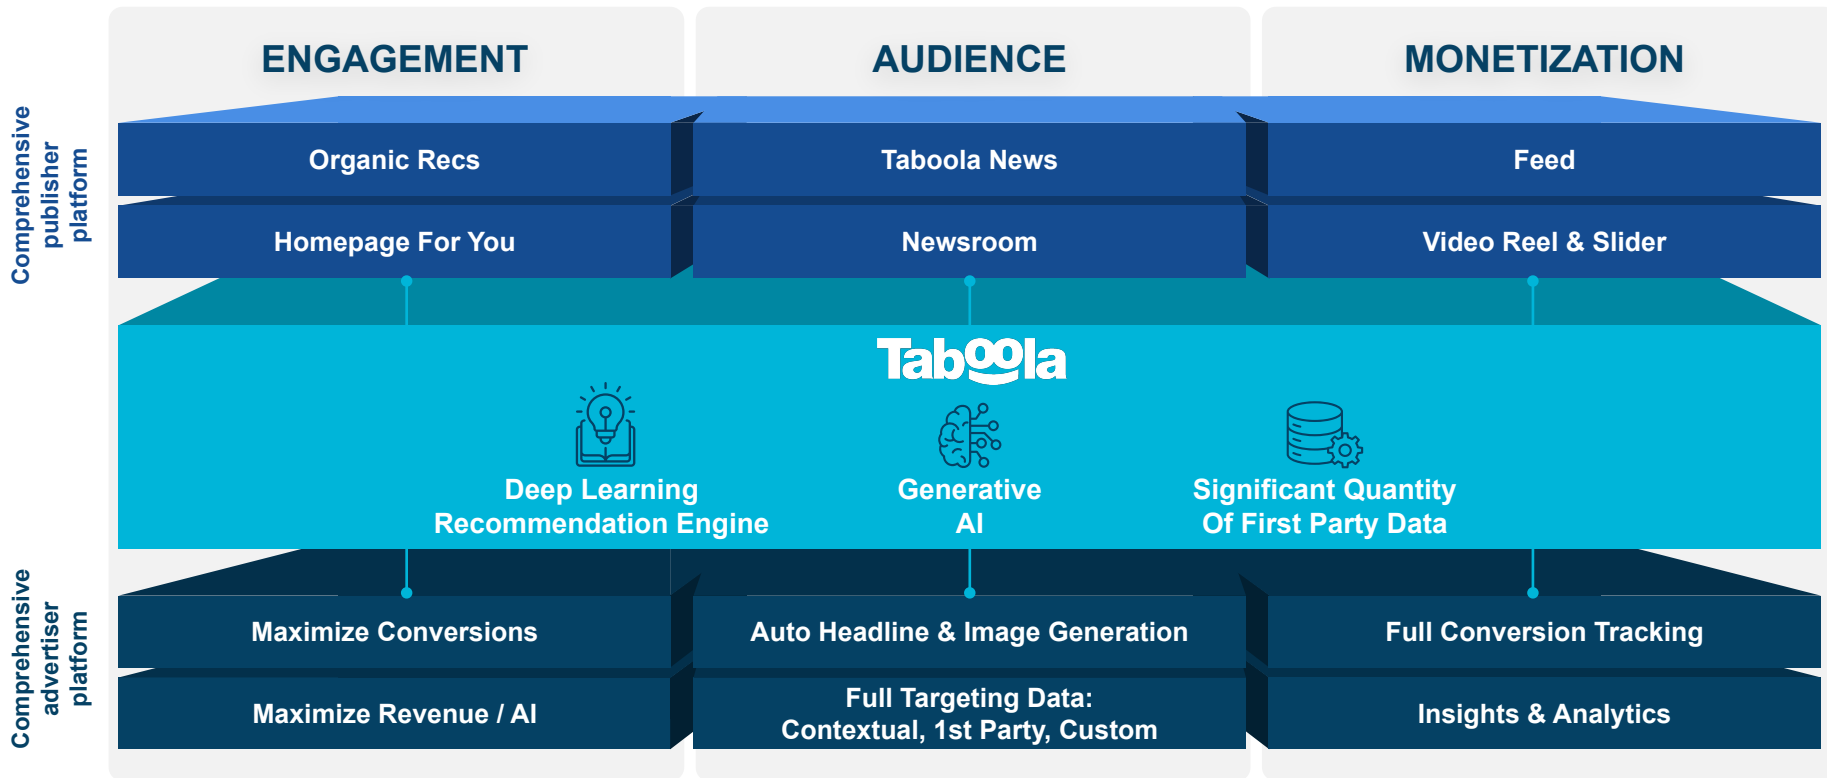 ENGAGEMENT
AUDIENCE
MONETIZATION
Comprehensive
publisher
platform
Organic Recs
Taboola News
Feed
Homepage For You
Newsroom
Video Reel & Slider
Taboola
Deep Learning
Recommendation Engine
Generative
AI
Significant Quantity
Of First Party Data
Comprehensive
advertiser
platform
Maximize Conversions
Auto Headline & Image Generation
Full Conversion Tracking
Maximize Revenue / AI
Full Targeting Data:
Contextual, 1st Party, Custom
Insights & Analytics